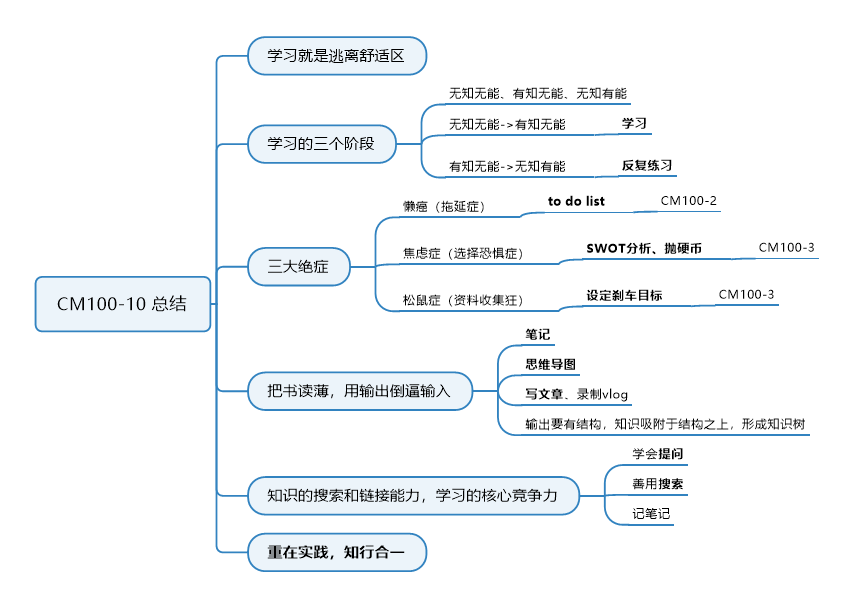 CM100-10 总结
学习就是逃离舒适区
学习的三个阶段
无知无能、有知无能、无知有能
无知无能->有知无能 学习
有知无能->无知有能 反复练习
三大绝症
懒癌（拖延症） to do list CM100-2
焦虑症（选择恐惧症） SWOT分析、抛硬币 CM100-3
松鼠症（资料收集狂） 设定刹车目标 CM100-3
把书读薄，用输出倒逼输入
笔记
思维导图
写文章、录制vlog
输出要有结构，知识吸附于结构之上，形成知识树
知识的搜索和链接能力，学习的核心竞争力
学会提问
善用搜索
记笔记
重在实践，知行合一